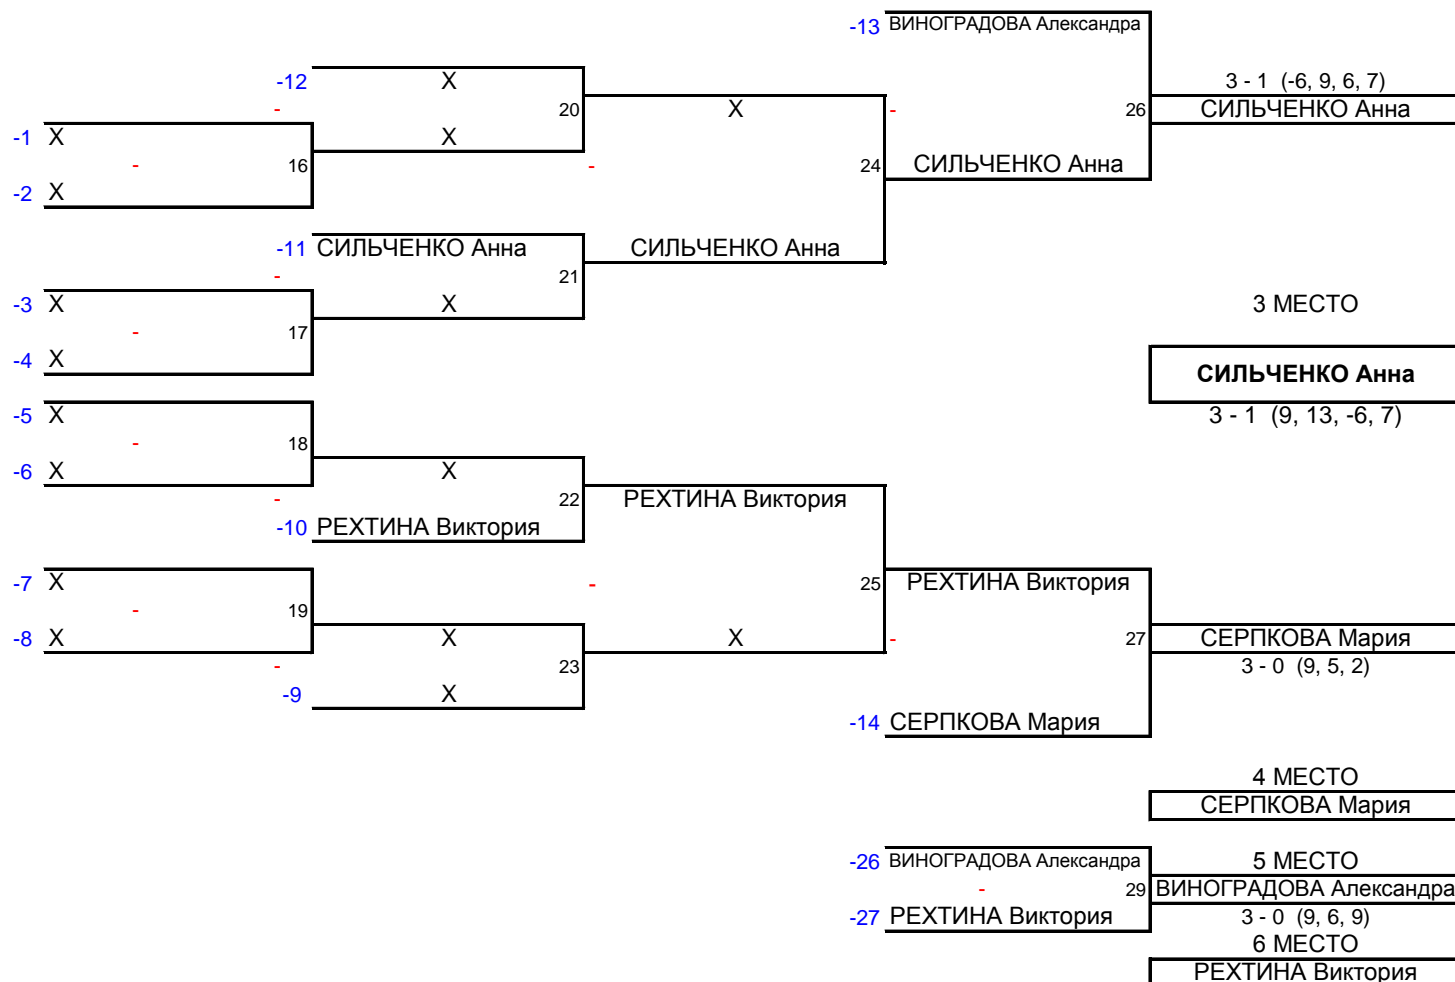 -13 ВИНОГРАДОВА Александра
-12 X 3 - 1 (-6, 9, 6, 7)
- 20 X - 26 СИЛЬЧЕНКО Анна
-1 X X
- 16 - 24 СИЛЬЧЕНКО Анна
-2 X
-11 СИЛЬЧЕНКО Анна СИЛЬЧЕНКО Анна
- 21
-3 X X 3 МЕСТО
- 17
-4 X
СИЛЬЧЕНКО Анна
-5 X 3 - 1 (9, 13, -6, 7)
- 18
-6 X X
- 22 РЕХТИНА Виктория
-10 РЕХТИНА Виктория
-7 X - 25 РЕХТИНА Виктория
- 19
-8 X X X - 27 СЕРПКОВА Мария
- 23 3 - 0 (9, 5, 2)
-9 X
-14 СЕРПКОВА Мария
4 МЕСТО
СЕРПКОВА Мария
-26 ВИНОГРАДОВА Александра 5 МЕСТО
- 29 ВИНОГРАДОВА Александра
-27 РЕХТИНА Виктория 3 - 0 (9, 6, 9)
6 МЕСТО
РЕХТИНА Виктория